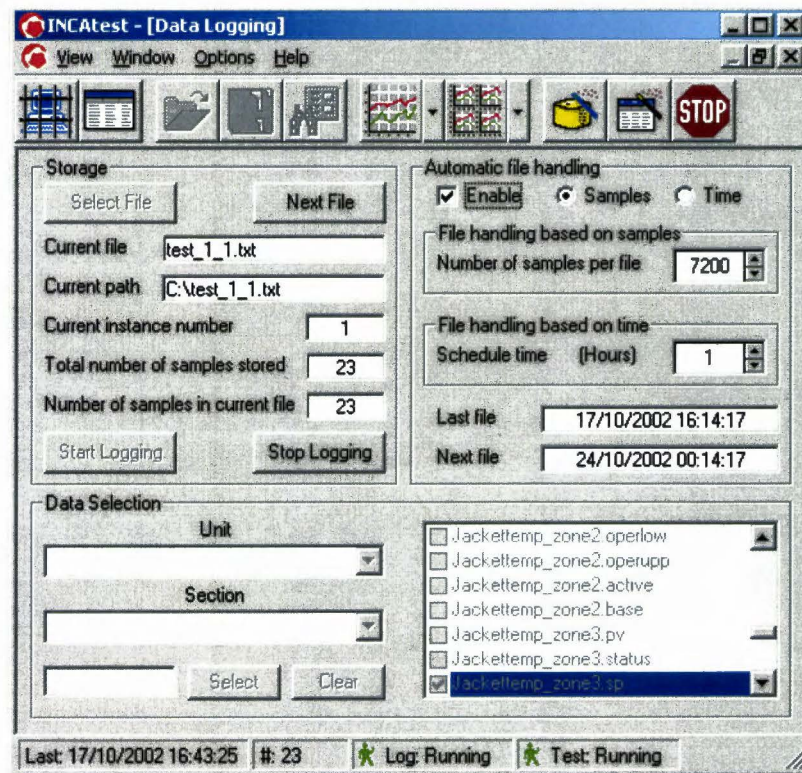 INCAtest - [Data Logging]
View Window Options Help
STOP
Storage
Select File Next File
Current file test_1_1.txt
Current path C:\test_1_1.txt
Current instance number 1
Total number of samples stored 23
Number of samples in current file 23
Start Logging Stop Logging
Automatic file handling
Enable Samples Time
File handling based on samples
Number of samples per file 7200
File handling based on time
Schedule time (Hours) 1
Last file 17/10/2002 16:14:17
Next file 24/10/2002 00:14:17
Data Selection
Unit
Section
Select Clear
Jackettemp_zone2.operlow
Jackettemp_zone2.operupp
Jackettemp_zone2.active
Jackettemp_zone2.base
Jackettemp_zone3.pv
Jackettemp_zone3.status
Jackettemp_zone3.sp
Last: 17/10/2002 16:43:25 #: 23 Log: Running Test: Running